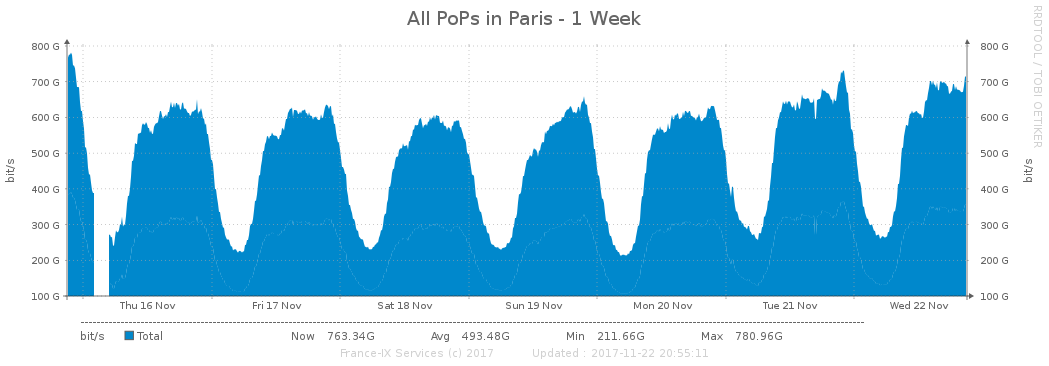 All PoPs in Paris - 1 Week
RRDTOOL / TOBI OETIKER
bit/s
800 G 800 G
700 G 700 G
600 G 600 G
500 G 500 G
400 G 400 G
300 G 300 G
200 G 200 G
100 G 100 G
bit/s
Thu 16 Nov Fri 17 Nov Sat 18 Nov Sun 19 Nov Mon 20 Nov Tue 21 Nov Wed 22 Nov
bit/s Total Now 763.34G Avg 493.48G Min 211.66G Max 780.96G
France-IX Services (c) 2017 Updated : 2017-11-22 20:55:11